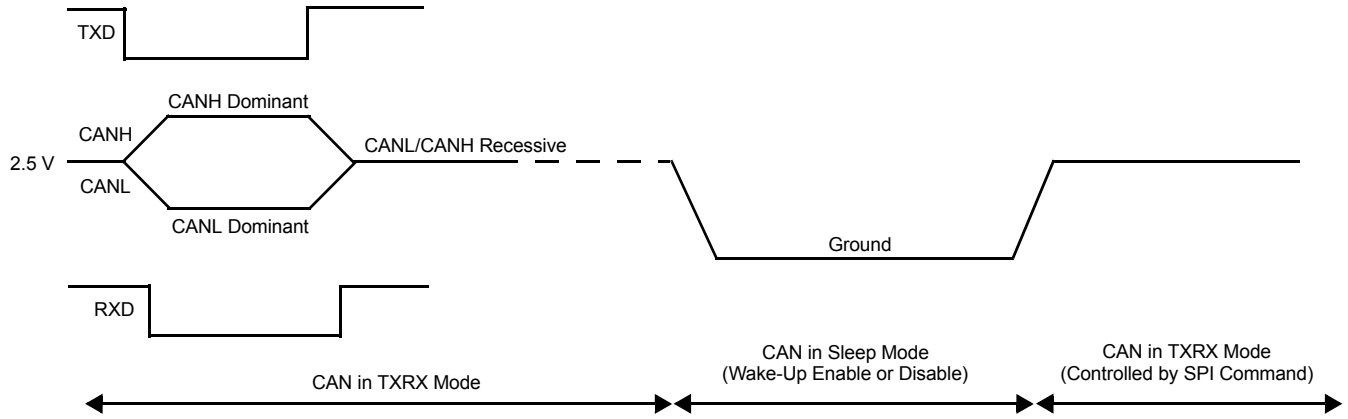 TXD
CANH Dominant
CANH
CANL/CANH Recessive
2.5 V
CANL
CANL Dominant
Ground
RXD
CAN in TXRX Mode
CAN in Sleep Mode
(Wake-Up Enable or Disable)
CAN in TXRX Mode
(Controlled by SPI Command)